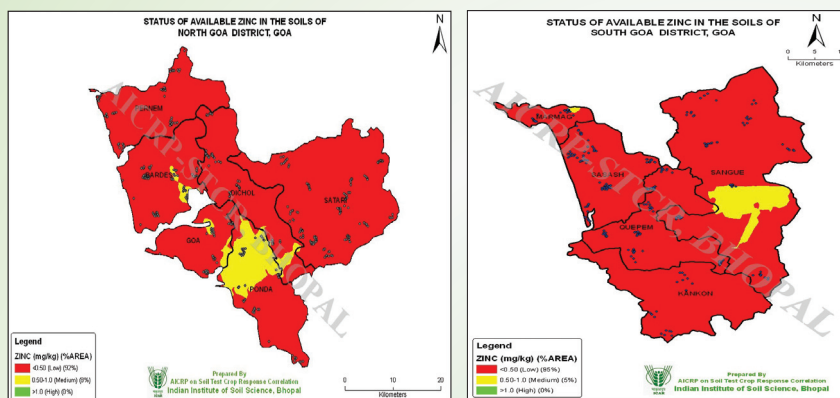 STATUS OF AVAILABLE ZINC IN THE SOILS OF
NORTH GOA DISTRICT, GOA
N
AICRP-STCR, BHOPAL
BARDES
BICHOL
SATARI
GOA
PONDA
Legend
ZINC (mg/kg) (%AREA)
<0.50 (Low) (92%)
0.50-1.0 (Medium) (8%)
>1.0 (High) (0%)
Prepared By
AICRP on Soil Test Crop Response Correlation
Indian Institute of Soil Science, Bhopal
0 10 20
Kilometers
STATUS OF AVAILABLE ZINC IN THE SOILS OF
SOUTH GOA DISTRICT, GOA
N
0 5
Kilometers
AICRP-STCR, BHOPAL
SANGUE
QUEPEM
KANKON
Legend
ZINC (mg/kg) (%AREA)
<0.50 (Low) (95%)
0.50-1.0 (Medium) (5%)
>1.0 (High) (0%)
Prepared By
AICRP on Soil Test Crop Response Correlation
Indian Institute of Soil Science, Bhopal